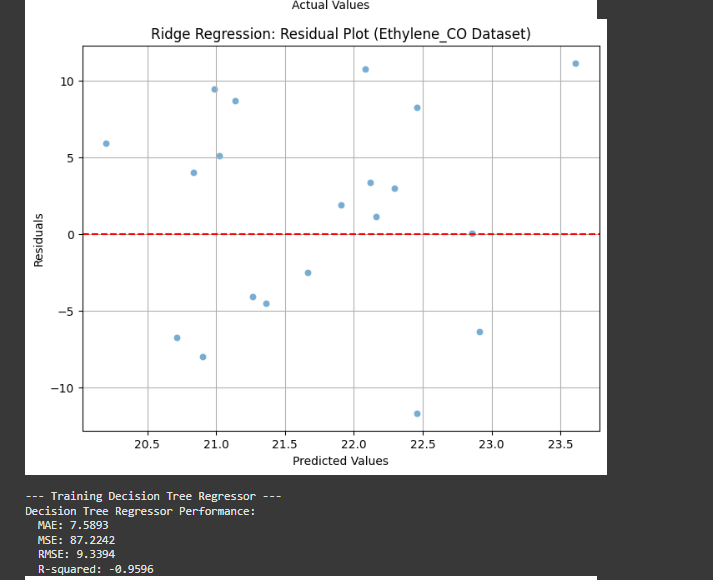 Actual Values
Ridge Regression: Residual Plot (Ethylene_CO Dataset)
10
5
0
−5
−10
Residuals
20.5 21.0 21.5 22.0 22.5 23.0 23.5
Predicted Values
--- Training Decision Tree Regressor ---
Decision Tree Regressor Performance:
MAE: 7.5893
MSE: 87.2242
RMSE: 9.3394
R-squared: -0.9596